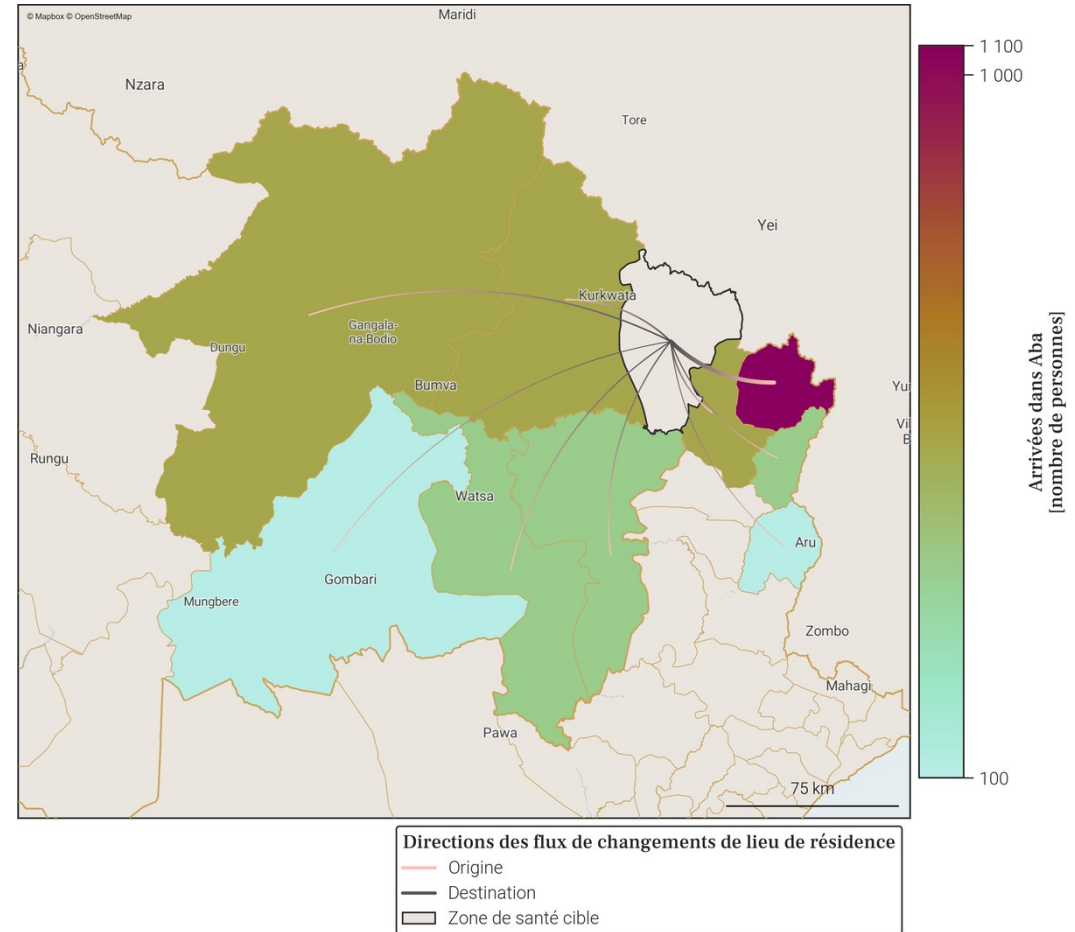 © Mapbox © OpenStreetMap
Maridi
Nzara
Tore
Yei
Kurkwata
Niangara
Gangala-
na-Bodio
Dungu
Bumva
Rungu
Watsa
Aru
Gombari
Mungbere
Zombo
Mahagi
Pawa
75 km
1 100
1 000
100
Arrivées dans Aba
[nombre de personnes]
Directions des flux de changements de lieu de résidence
Origine
Destination
Zone de santé cible